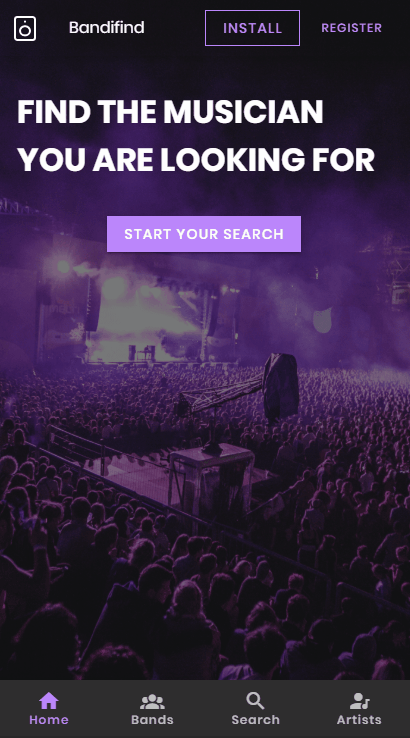 Bandifind
INSTALL
REGISTER
FIND THE MUSICIAN
YOU ARE LOOKING FOR
START YOUR SEARCH
Home
Bands
Search
Artists